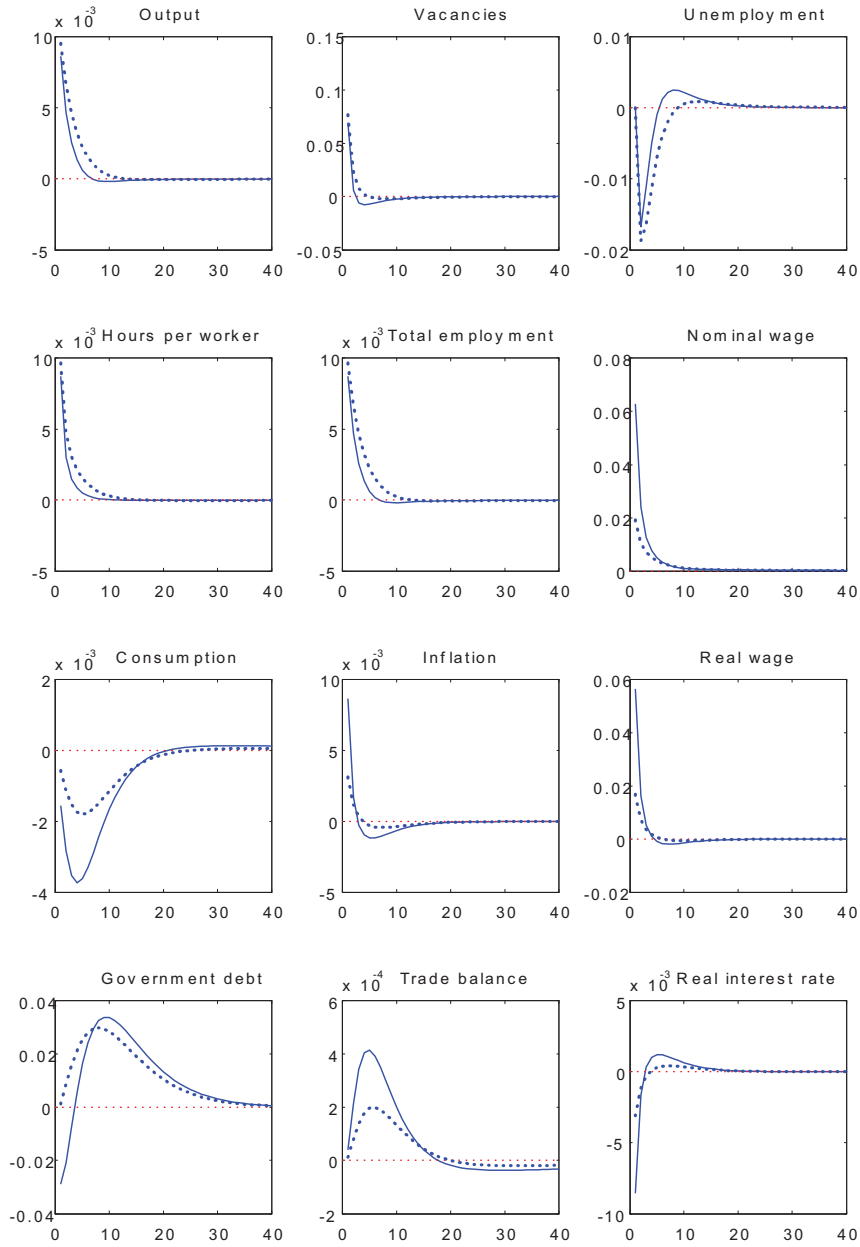 Output
x 10-3
10
5
0
-5
0 10 20 30 40
Vacancies
0.15
0.1
0.05
0
-0.05
0 10 20 30 40
Unemployment
0.01
0
-0.01
-0.02
0 10 20 30 40
Hours per worker
x 10-3
10
5
0
-5
0 10 20 30 40
Total employment
x 10-3
10
5
0
-5
0 10 20 30 40
Nominal wage
0.08
0.06
0.04
0.02
0
0 10 20 30 40
Consumption
x 10-3
2
0
-2
-4
0 10 20 30 40
Inflation
x 10-3
10
5
0
-5
0 10 20 30 40
Real wage
0.06
0.04
0.02
0
-0.02
0 10 20 30 40
Government debt
0.04
0.02
0
-0.02
-0.04
0 10 20 30 40
Trade balance
x 10-4
6
4
2
0
-2
0 10 20 30 40
Real interest rate
x 10-3
5
0
-5
-10
0 10 20 30 40